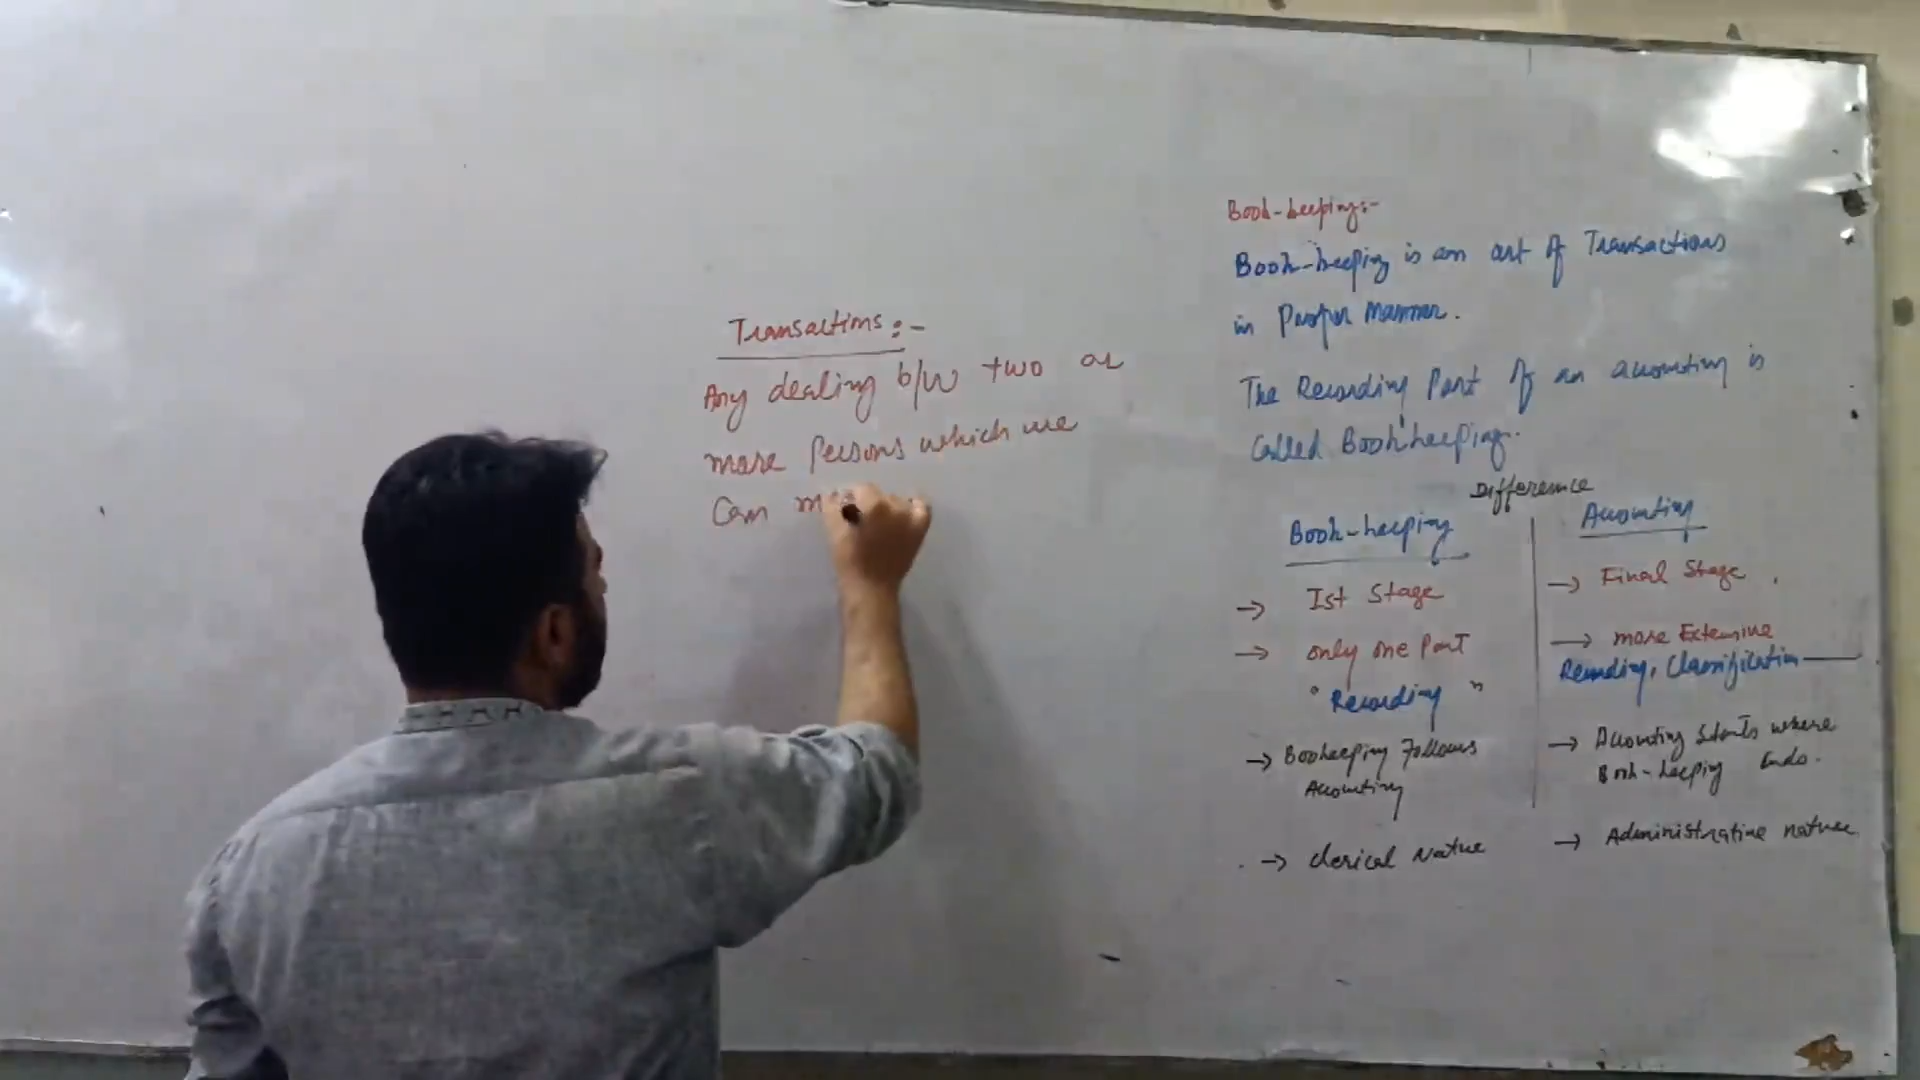 Transactions:-
Any dealing b/w two or
more Persons which we
Can
Book-keeping:-
Book-keeping is an art of Transactions
in Proper Manner.
The Recording Part of an accounting is
Called Bookkeeping.
Difference
Book-keeping
→ Ist Stage
→ only one Part
" Recording "
→ Bookeeping Follows
Accounting
→ Clerical Nature
Accounting
→ Final Stage
→ more Extensive
Recording, Classification
→ Accounting Starts where
Book-keeping Ends.
→ Administrative nature.